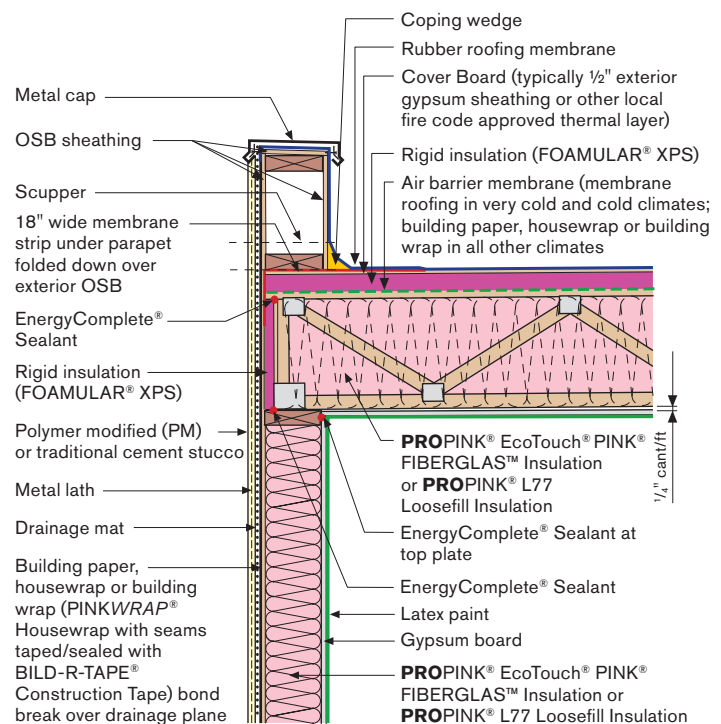 Metal cap
OSB sheathing
Scupper
18" wide membrane
strip under parapet
folded down over
exterior OSB
EnergyComplete®
Sealant
Rigid insulation
(FOAMULAR® XPS)
Polymer modified (PM)
or traditional cement stucco
Metal lath
Drainage mat
Building paper,
housewrap or building
wrap (PINKWRAP®
Housewrap with seams
taped/sealed with
BILD-R-TAPE®
Construction Tape) bond
break over drainage plane
Coping wedge
Rubber roofing membrane
Cover Board (typically ½" exterior
gypsum sheathing or other local
fire code approved thermal layer)
Rigid insulation (FOAMULAR® XPS)
Air barrier membrane (membrane
roofing in very cold and cold climates;
building paper, housewrap or building
wrap in all other climates
¼" cant/ft
PROPINK® EcoTouch® PINK®
FIBERGLAS™ Insulation
or PROPINK® L77
Loosefill Insulation
EnergyComplete® Sealant at
top plate
EnergyComplete® Sealant
Latex paint
Gypsum board
PROPINK® EcoTouch® PINK®
FIBERGLAS™ Insulation or
PROPINK® L77 Loosefill Insulation